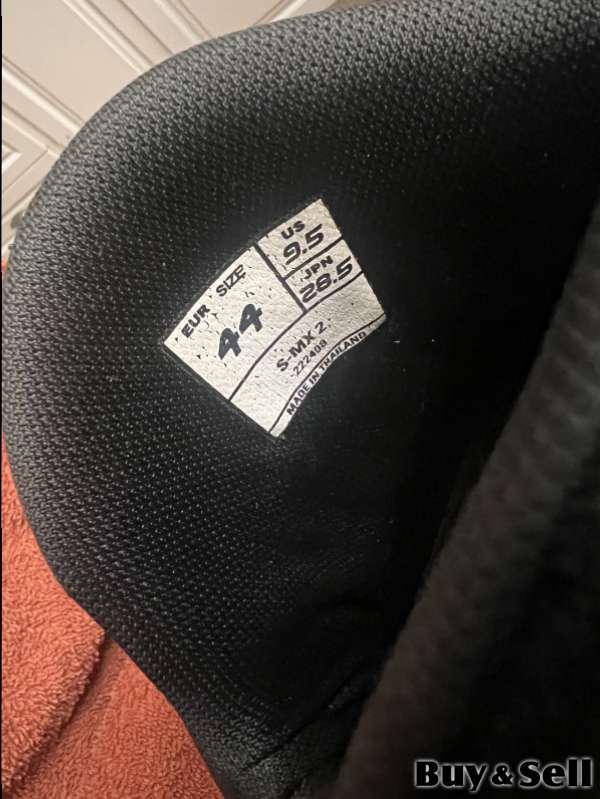 EUR SIZE
44
US
9.5
JPN
28.5
S-MX 2
222409
MADE IN THAILAND
Buy & Sell